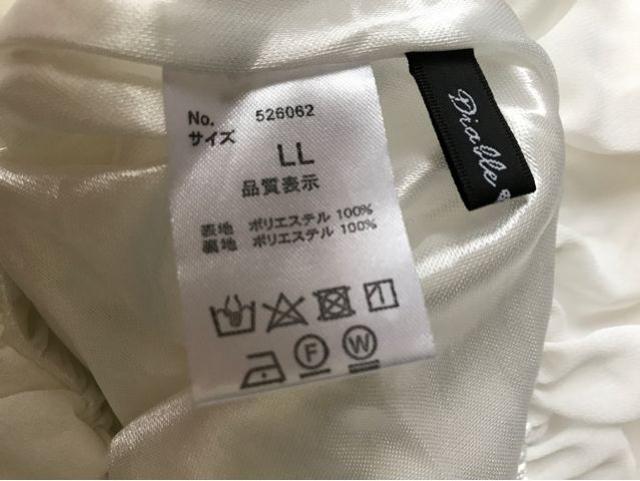 No. 526062
サイズ
LL
品質表示
表地 ポリエステル 100%
裏地 ポリエステル 100%
F W
Dialle